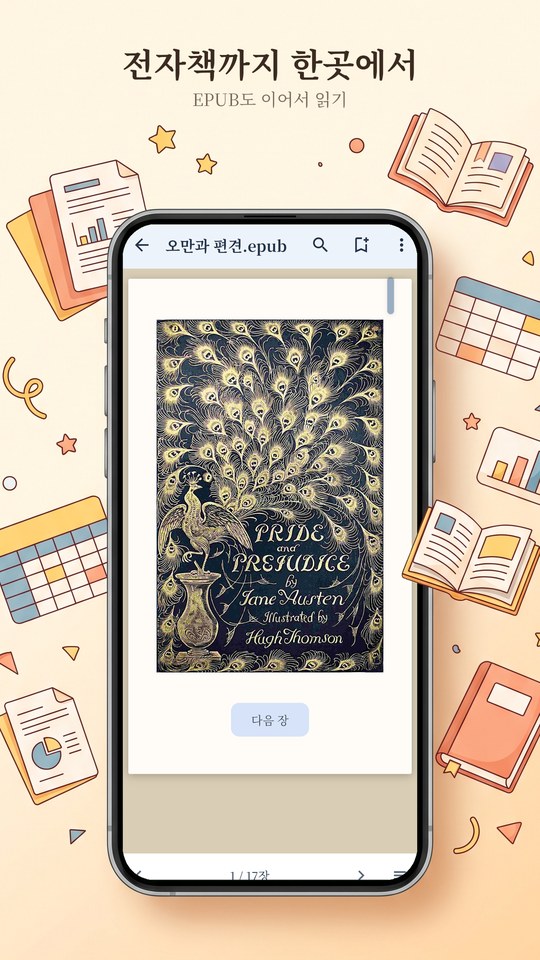 전자책까지 한곳에서
EPUB도 이어서 읽기
오만과 편견.epub
PRIDE
and
PREJUDICE
by
Jane Austen
Illustrated by
Hugh Thomson
다음 장
1 / 17장